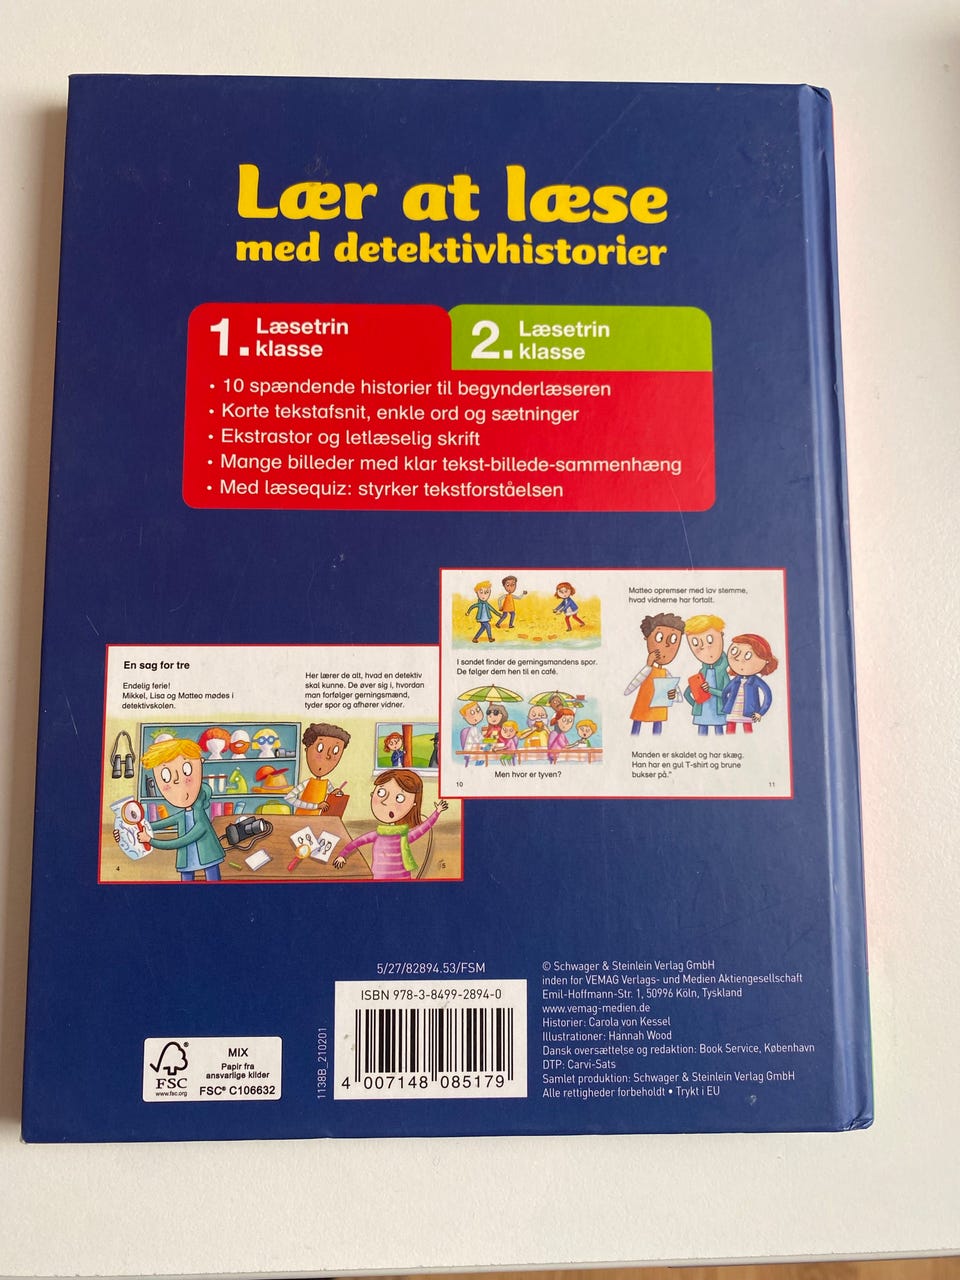 Lær at læse
med detektivhistorier
1. Læsetrin
klasse
2. Læsetrin
klasse
• 10 spændende historier til begynderlæseren
• Korte tekstafsnit, enkle ord og sætninger
• Ekstrastor og letlæselig skrift
• Mange billeder med klar tekst-billede-sammenhæng
• Med læsequiz: styrker tekstforståelsen
En sag for tre
Endelig ferie!
Mikkel, Lisa og Matteo mødes i
detektivskolen.
Her lærer de alt, hvad en detektiv
skal kunne. De øver sig i, hvordan
man forfølger gerningsmænd,
tyder spor og afhører vidner.
4
5
I sandet finder de gerningsmandens spor.
De følger dem hen til en café.
Men hvor er tyven?
10
Matteo opremser med lav stemme,
hvad vidnerne har fortalt.
Manden er skaldet og har skæg.
Han har en gul T-shirt og brune
bukser på."
11
5/27/82894.53/FSM
ISBN 978-3-8499-2894-0
4 007148 085179
1138B_210201
FSC®
www.fsc.org
MIX
Papir fra
ansvarlige kilder
FSC® C106632
© Schwager & Steinlein Verlag GmbH
inden for VEMAG Verlags- und Medien Aktiengesellschaft
Emil-Hoffmann-Str. 1, 50996 Köln, Tyskland
www.vemag-medien.de
Historier: Carola von Kessel
Illustrationer: Hannah Wood
Dansk oversættelse og redaktion: Book Service, København
DTP: Carvi-Sats
Samlet produktion: Schwager & Steinlein Verlag GmbH
Alle rettigheder forbeholdt • Trykt i EU